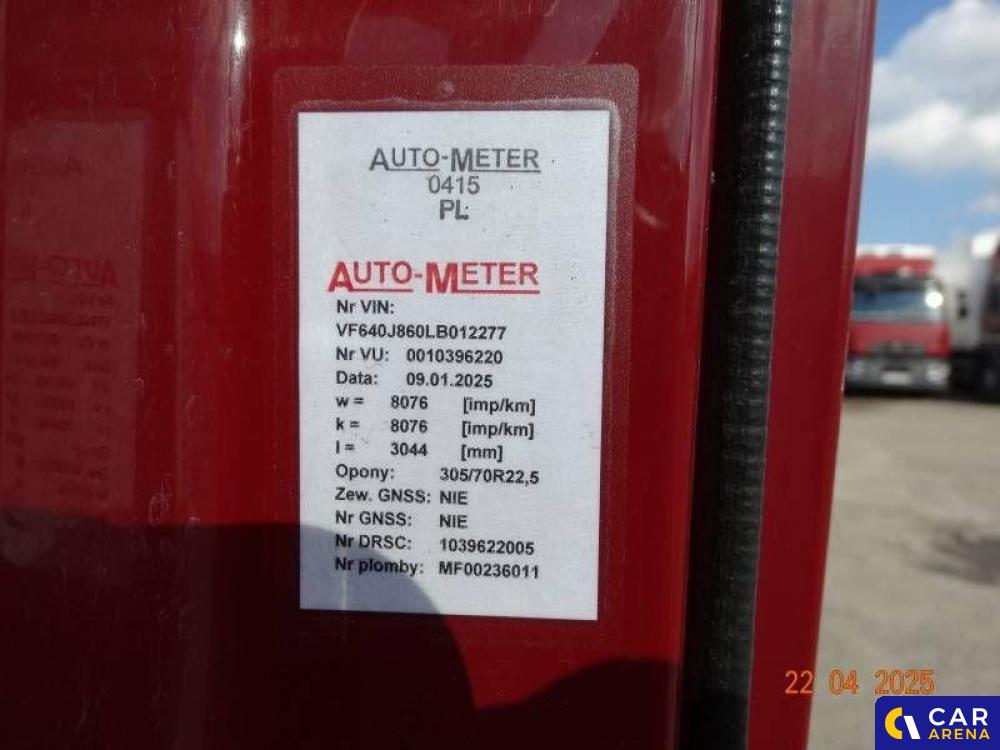 AUTO-METER
0415
PL
AUTO-METER
Nr VIN:
VF640J860LB012277
Nr VU: 0010396220
Data: 09.01.2025
w = 8076 [imp/km]
k = 8076 [imp/km]
l = 3044 [mm]
Opony: 305/70R22,5
Zew. GNSS: NIE
Nr GNSS: NIE
Nr DRSC: 1039622005
Nr plomby: MF00236011
22 04 2025
CAR
ARENA